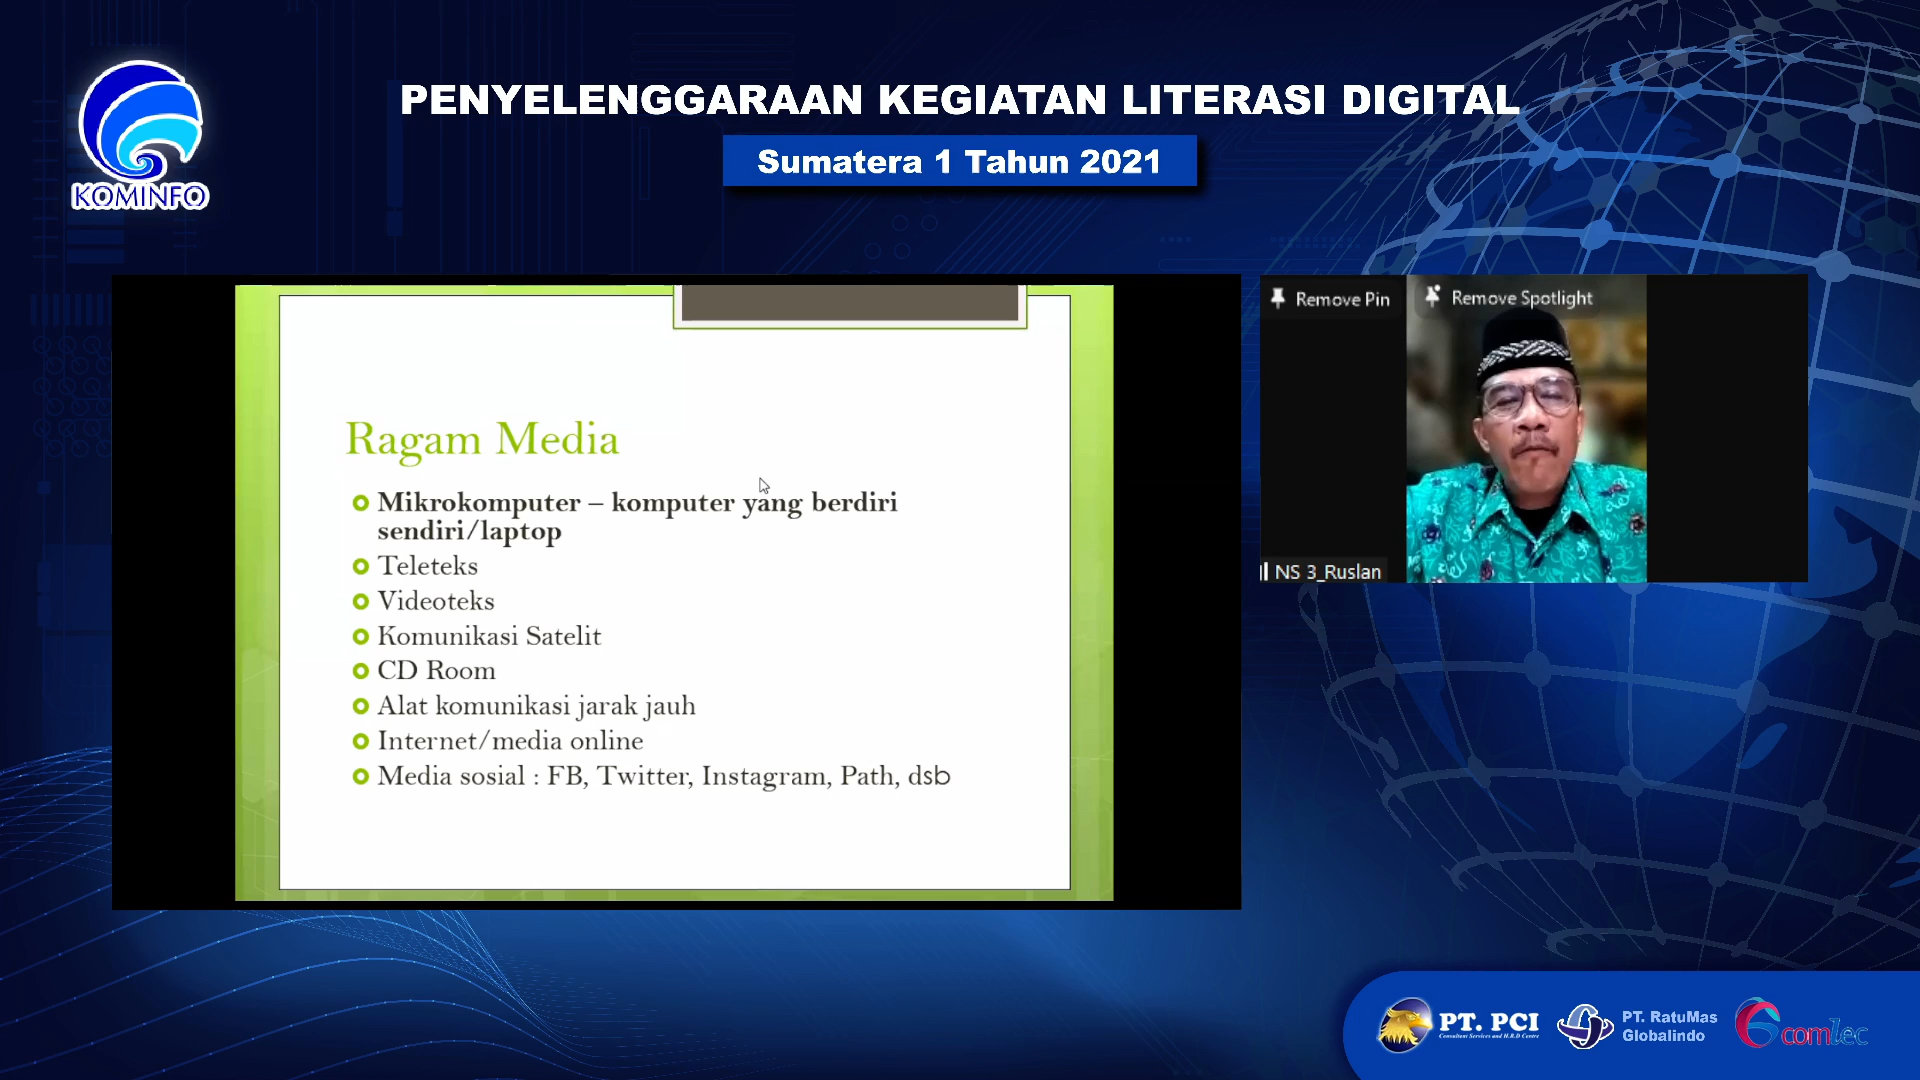 KOMINFO
PENYELENGGARAAN KEGIATAN LITERASI DIGITAL
Sumatera 1 Tahun 2021
Ragam Media
Mikrokomputer – komputer yang berdiri
sendiri/laptop
Teleteks
Videoteks
Komunikasi Satelit
CD Room
Alat komunikasi jarak jauh
Internet/media online
Media sosial : FB, Twitter, Instagram, Path, dsb
Remove Pin
Remove Spotlight
NS 3_Ruslan
PT. PCI
Consultant Services and H.R.D Centre
PT. RatuMas
Globalindo
comtec